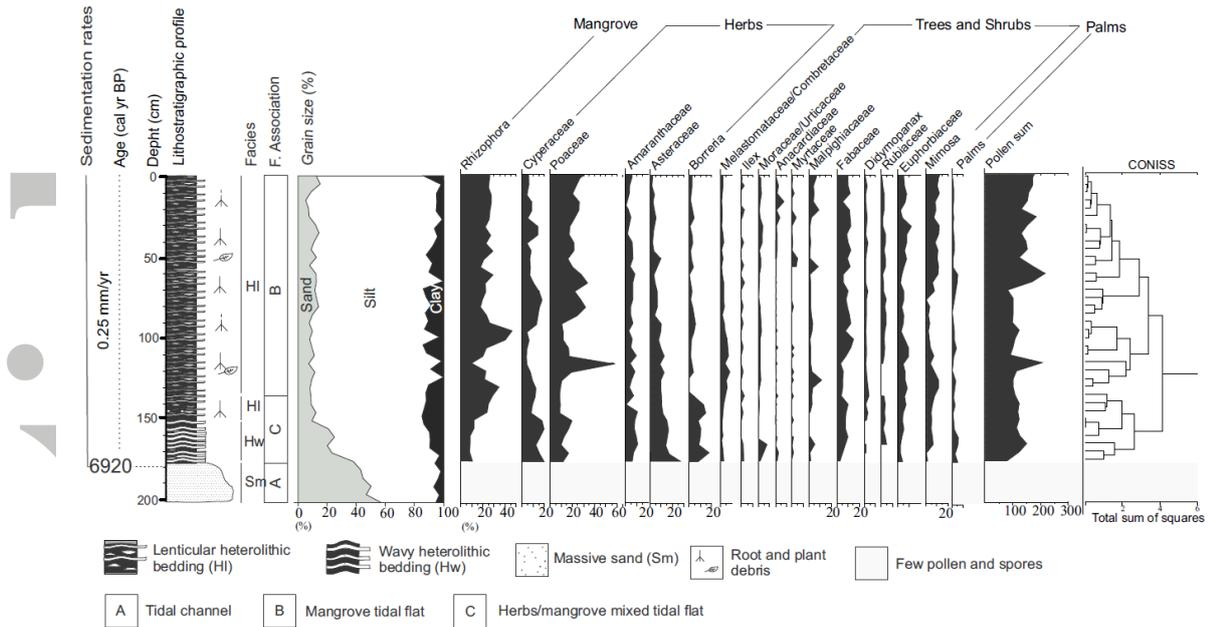 Mangrove
Herbs
Trees and Shrubs
Palms
Sedimentation rates
Age (cal yr BP)
Depht (cm)
Lithostratigraphic profile
Facies
F. Association
Grain size (%)
Rhizophora
Cyperaceae
Poaceae
Amaranthaceae
Asteraceae
Borreria
Melastomataceae/Combretaceae
Ilex
Moraceae/Urticaceae
Anacardiaceae
Myrtaceae
Malpighiaceae
Fabaceae
Didymopanax
Rubiaceae
Euphorbiaceae
Mimosa
Palms
Pollen sum
CONISS
0
50
100
150
200
0.25 mm/yr
6920
Hl
Hl
Hw
Sm
B
C
A
Sand
Silt
Clay
0 20 40 60 80 100
(%)
20 40
(%)
20
20 40 60
20
20
20
20
20
20
100 200 300
2 4 6
Total sum of squares
Lenticular heterolithic
bedding (Hl)
Wavy heterolithic
bedding (Hw)
Massive sand (Sm)
Root and plant
debris
Few pollen and spores
A Tidal channel
B Mangrove tidal flat
C Herbs/mangrove mixed tidal flat